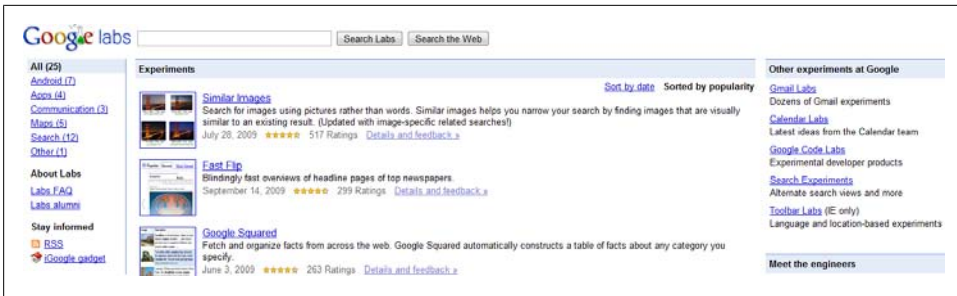 Google labs
Search Labs Search the Web
All (25)
Android (7)
Apps (4)
Communication (3)
Maps (5)
Search (12)
Other (1)
About Labs
Labs FAQ
Labs alumni
Stay informed
RSS
iGoogle gadget
Experiments
Sort by date Sorted by popularity
Similar Images
Search for images using pictures rather than words. Similar images helps you narrow your search by finding images that are visually
similar to an existing result. (Updated with image-specific related searches!)
July 28, 2009 517 Ratings Details and feedback »
Fast Flip
Blindingly fast overviews of headline pages of top newspapers.
September 14, 2009 299 Ratings Details and feedback »
Google Squared
Fetch and organize facts from across the web. Google Squared automatically constructs a table of facts about any category you
specify.
June 3, 2009 263 Ratings Details and feedback »
Other experiments at Google
Gmail Labs
Dozens of Gmail experiments
Calendar Labs
Latest ideas from the Calendar team
Google Code Labs
Experimental developer products
Search Experiments
Alternate search views and more
Toolbar Labs (IE only)
Language and location-based experiments
Meet the engineers